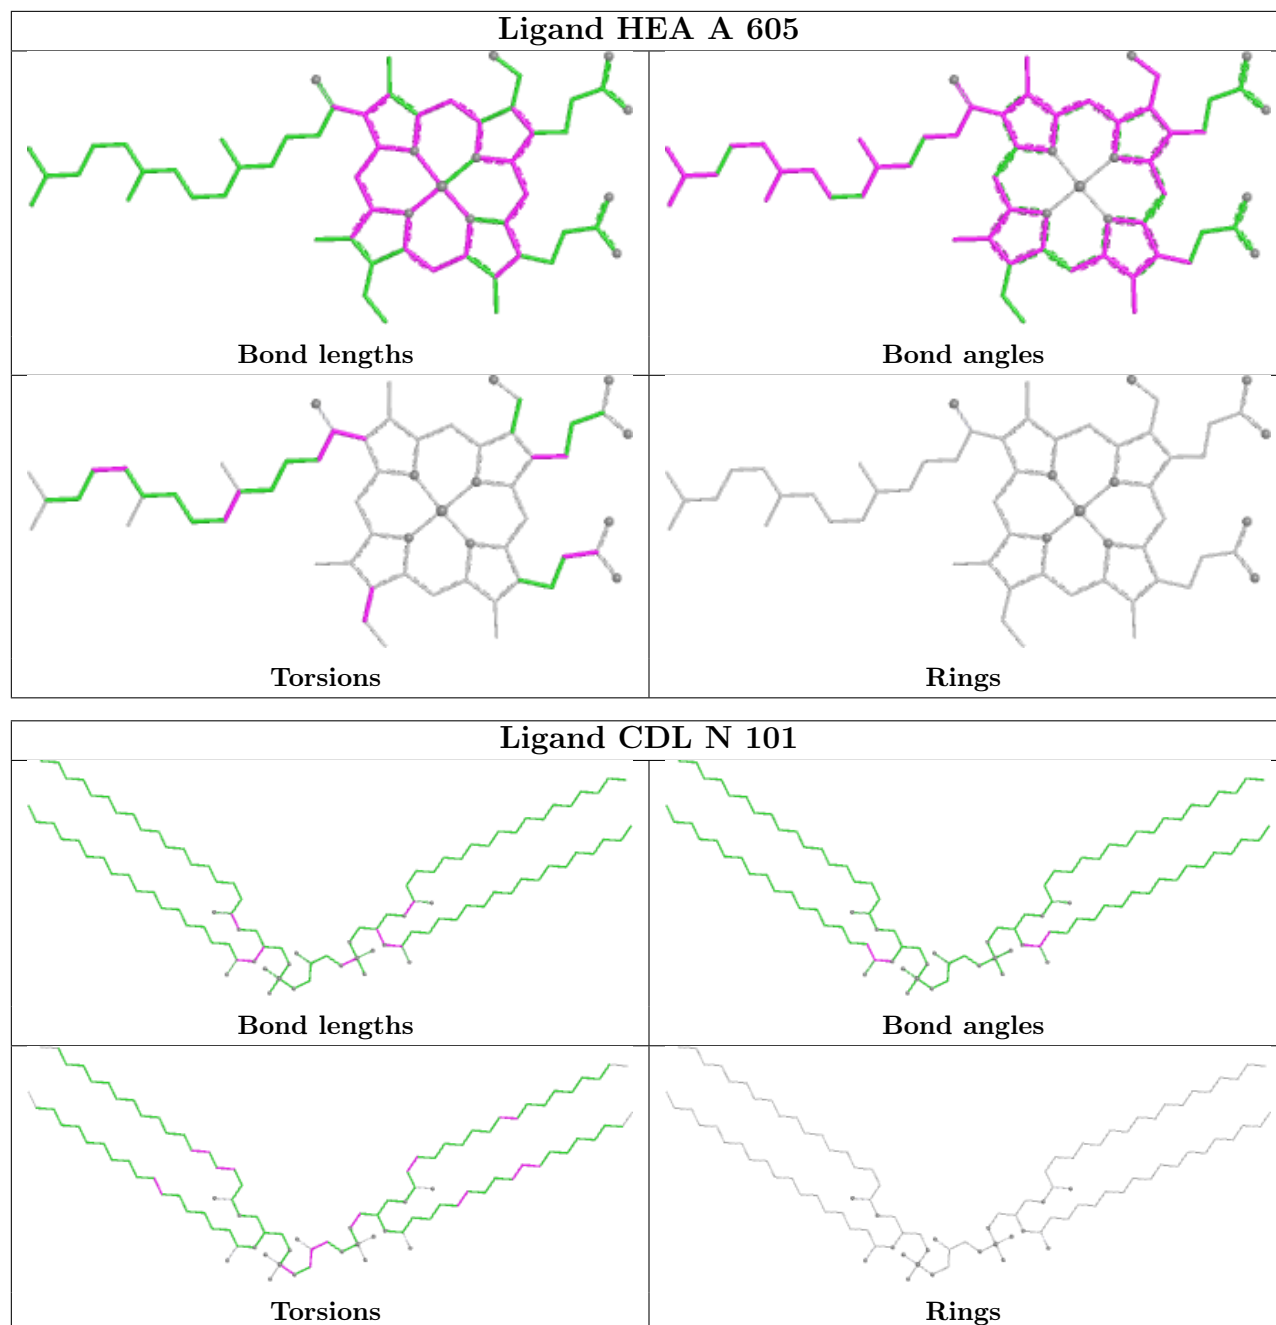 Ligand HEA A 605
Bond lengths
Bond angles
Torsions
Rings
Ligand CDL N 101
Bond lengths
Bond angles
Torsions
Rings